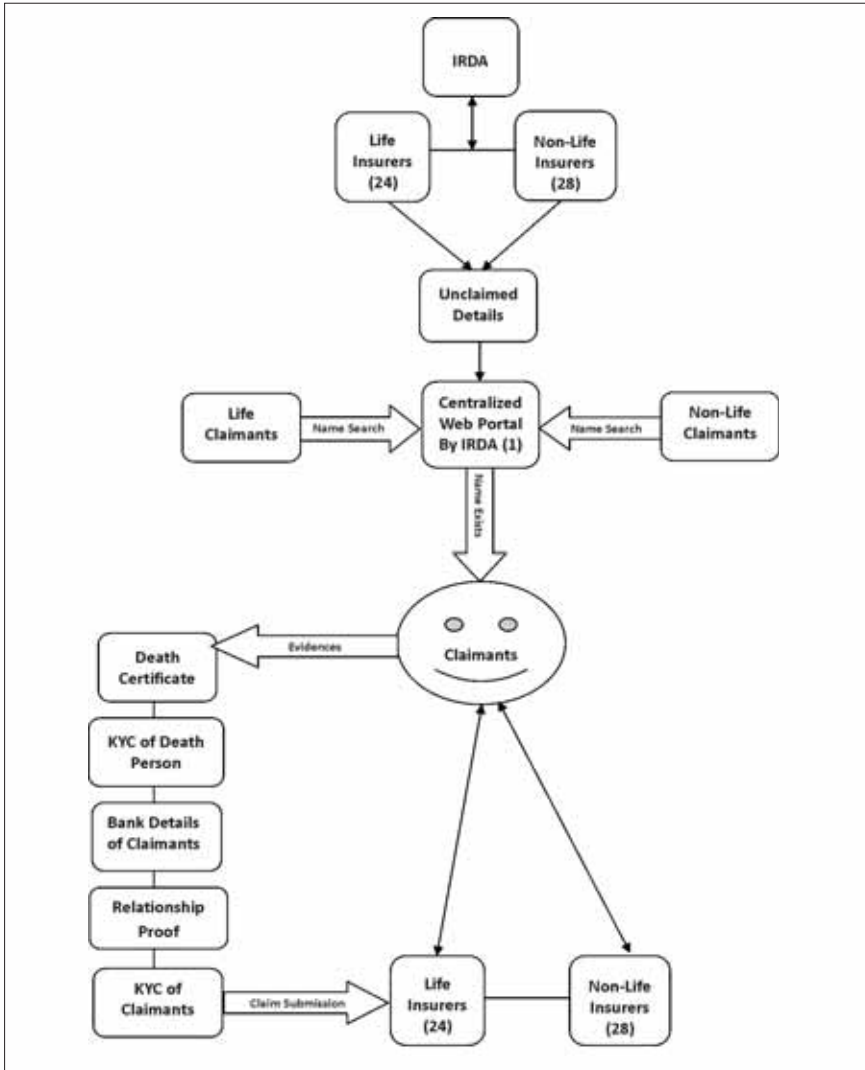 IRDA
Life
Insurers
(24)
Non-Life
Insurers
(28)
Unclaimed
Details
Life
Claimants
Name Search
Centralized
Web Portal
By IRDA (1)
Name Search
Non-Life
Claimants
Name Exists
Claimants
Evidences
Death
Certificate
KYC of Death
Person
Bank Details
of Claimants
Relationship
Proof
KYC of
Claimants
Claim Submission
Life
Insurers
(24)
Non-Life
Insurers
(28)